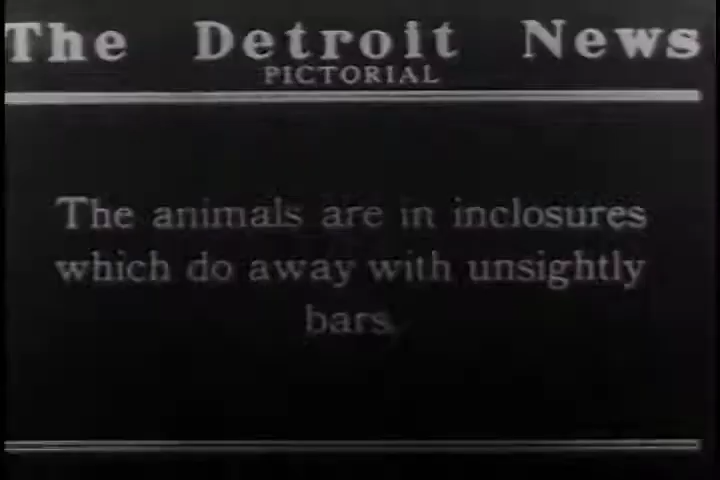 The Detroit News
PICTORIAL
The animals are in inclosures
which do away with unsightly
bars.